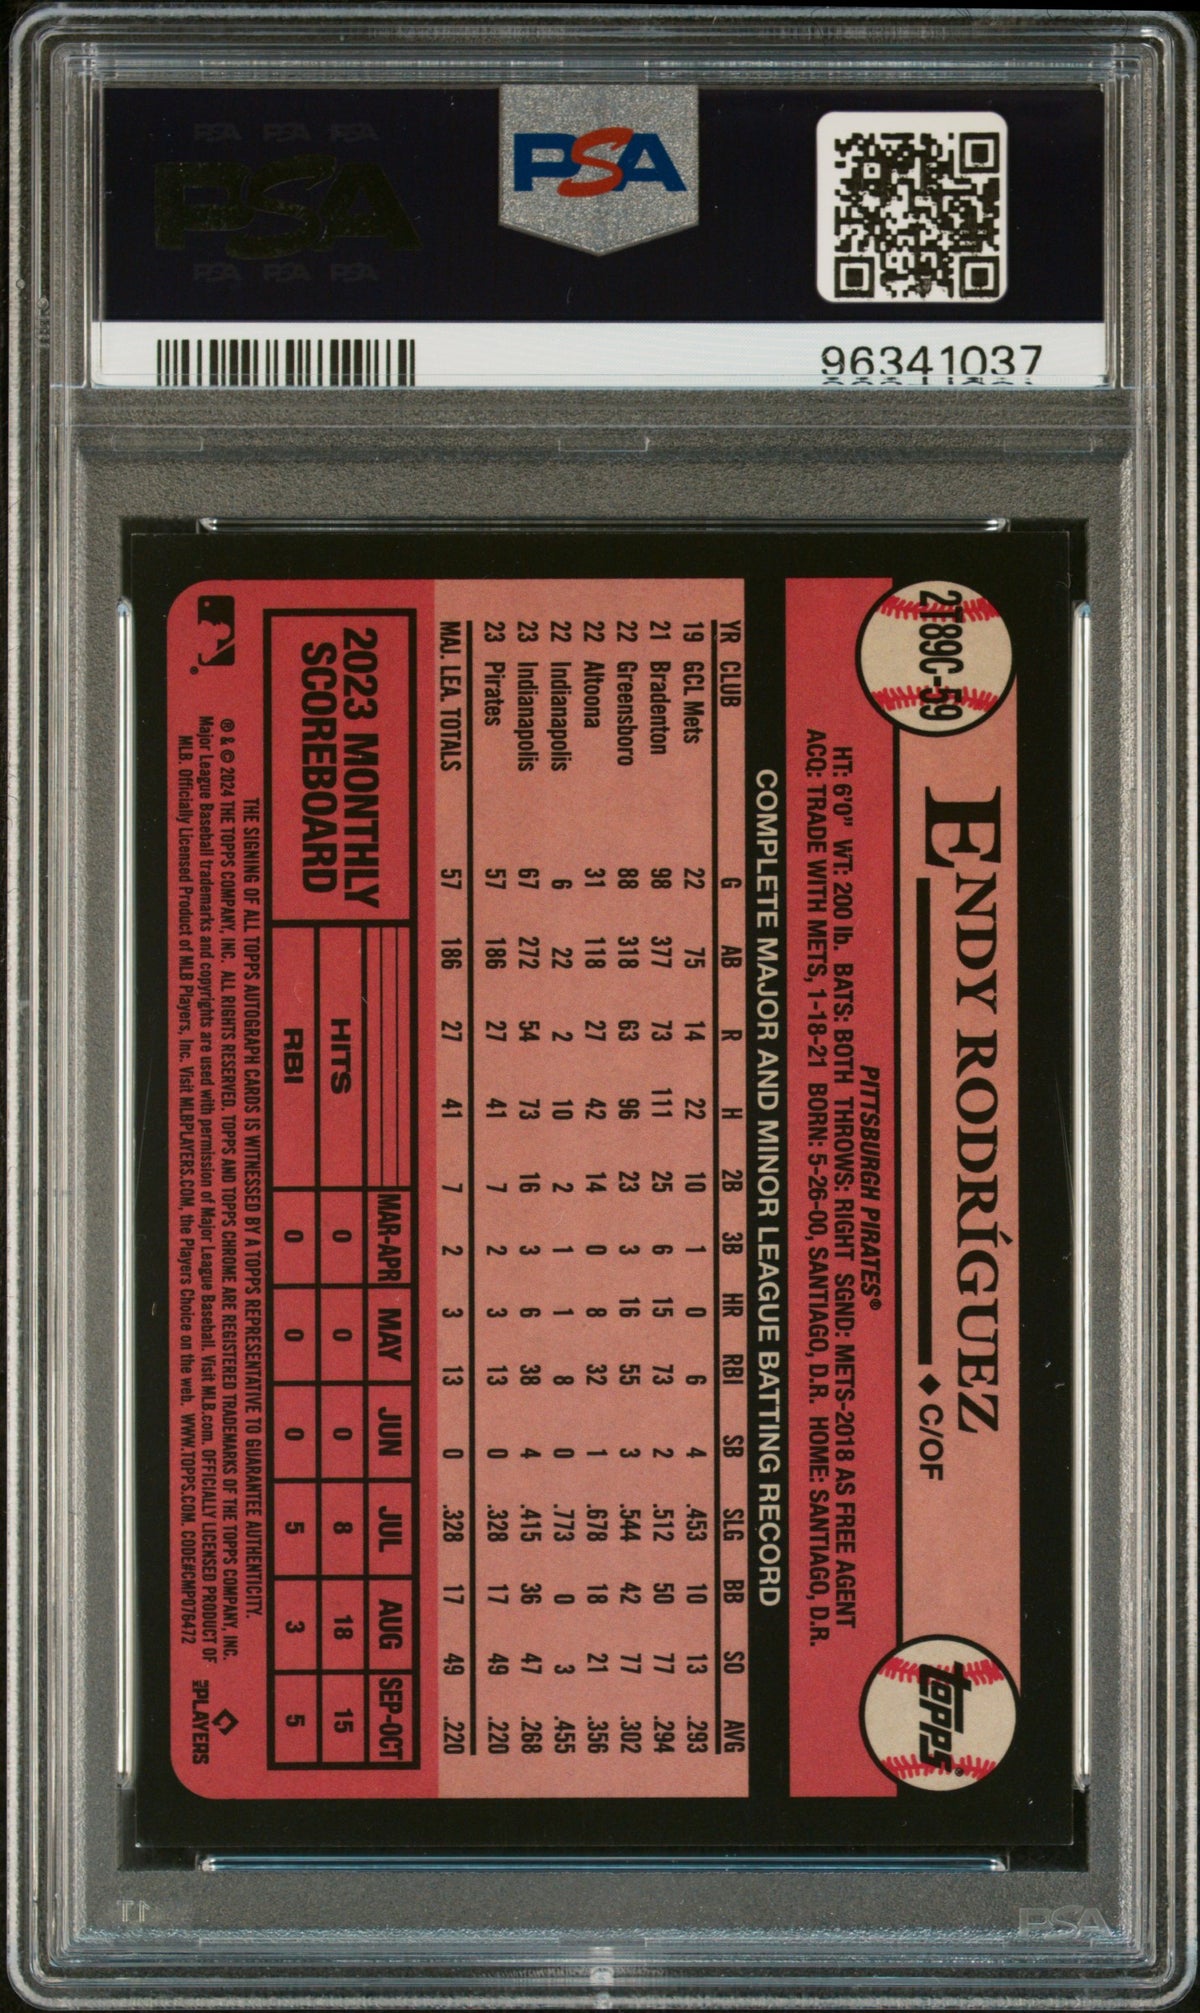 PSA PSA PSA
PSA
PSA PSA PSA
PSA
96341037
2T89C-59
ENDY RODRÍGUEZ
◆ C/OF
topps®
PITTSBURGH PIRATES®
HT: 6'0" WT: 200 lb. BATS: BOTH THROWS: RIGHT SGND: METS-2018 AS FREE AGENT
ACQ: TRADE WITH METS, 1-18-21 BORN: 5-26-00, SANTIAGO, D.R. HOME: SANTIAGO, D.R.
COMPLETE MAJOR AND MINOR LEAGUE BATTING RECORD
YR CLUB G AB R H 2B 3B HR RBI SB SLG BB SO AVG
19 GCL Mets 22 75 14 22 10 1 0 6 4 .453 10 13 .293
21 Bradenton 98 377 73 111 25 6 15 73 2 .512 50 77 .294
22 Greensboro 88 318 63 96 23 3 16 55 3 .544 42 77 .302
22 Altoona 31 118 27 42 14 0 8 32 1 .678 18 21 .356
22 Indianapolis 6 22 2 10 2 1 1 8 0 .773 0 3 .455
23 Indianapolis 67 272 54 73 16 3 6 38 4 .415 36 47 .268
23 Pirates 57 186 27 41 7 2 3 13 0 .328 17 49 .220
MAJ. LEA. TOTALS 57 186 27 41 7 2 3 13 0 .328 17 49 .220
2023 MONTHLY
SCOREBOARD
MAR-APR MAY JUN JUL AUG SEP-OCT
HITS 0 0 0 8 18 15
RBI 0 0 0 5 3 5
THE SIGNING OF ALL TOPPS AUTOGRAPH CARDS IS WITNESSED BY A TOPPS REPRESENTATIVE TO GUARANTEE AUTHENTICITY.
® & © 2024 THE TOPPS COMPANY, INC. ALL RIGHTS RESERVED. TOPPS AND TOPPS CHROME ARE REGISTERED TRADEMARKS OF THE TOPPS COMPANY, INC.
Major League Baseball trademarks and copyrights are used with permission of Major League Baseball. Visit MLB.com. OFFICIALLY LICENSED PRODUCT OF
MLB. Officially Licensed Product of MLB Players, Inc. Visit MLBPLAYERS.COM, the Players Choice on the web. WWW.TOPPS.COM. CODE#CMP076472
MLBPLAYERS
PSA